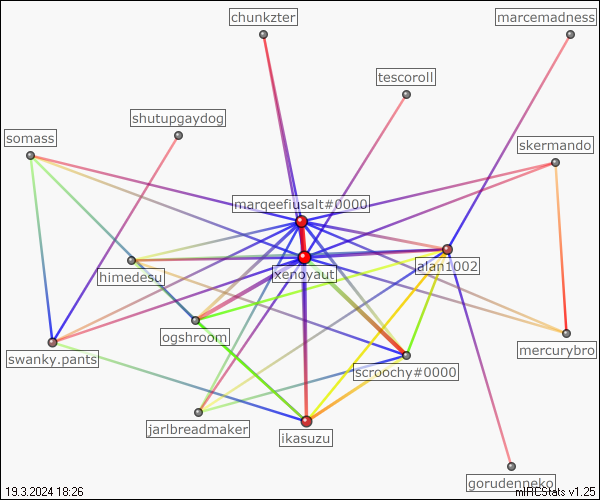 chunkzter
marcemadness
tescoroll
shutupgaydog
somass
skermando
marqeefiusalt#0000
xenoyaut
alan1002
himedesu
ogshroom
swanky.pants
mercurybro
scroochy#0000
jarlbreadmaker
ikasuzu
gorudenneko
19.3.2024 18:26
mIRCStats v1.25